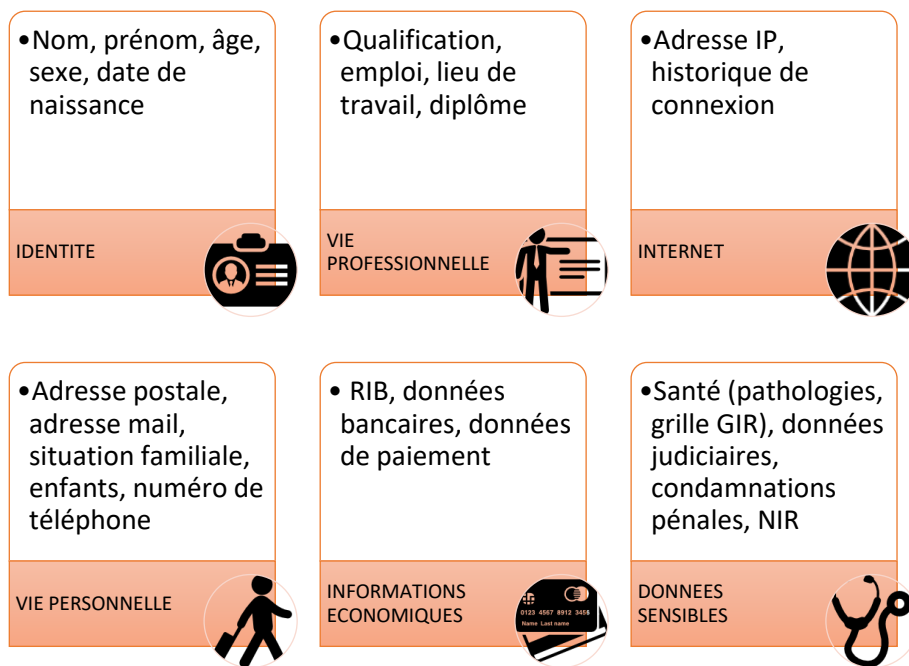 •Nom, prénom, âge,
sexe, date de
naissance
IDENTITE
•Qualification,
emploi, lieu de
travail, diplôme
VIE
PROFESSIONNELLE
•Adresse IP,
historique de
connexion
INTERNET
•Adresse postale,
adresse mail,
situation familiale,
enfants, numéro de
téléphone
VIE PERSONNELLE
• RIB, données
bancaires, données
de paiement
INFORMATIONS
ECONOMIQUES
0123 4567 8912 3456
Name Last name
•Santé (pathologies,
grille GIR), données
judiciaires,
condamnations
pénales, NIR
DONNEES
SENSIBLES